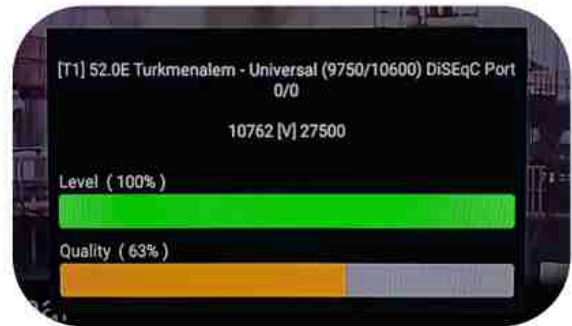 [T1] 52.0E Turkmenalem - Universal (9750/10600) DiSEqC Port
0/0
10762 [V] 27500
Level ( 100% )
Quality ( 63% )